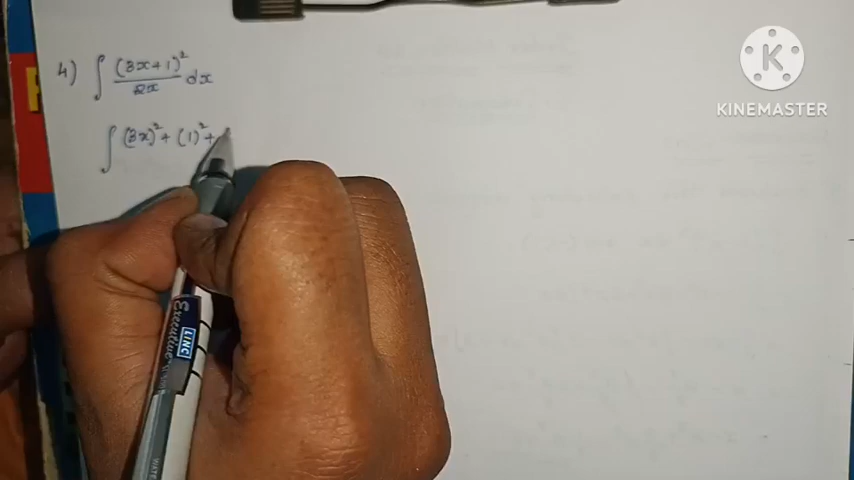 4) ∫ (3x+1)² / 2x dx
∫ (3x)² + (1)² +
KINEMASTER
Executive LINC